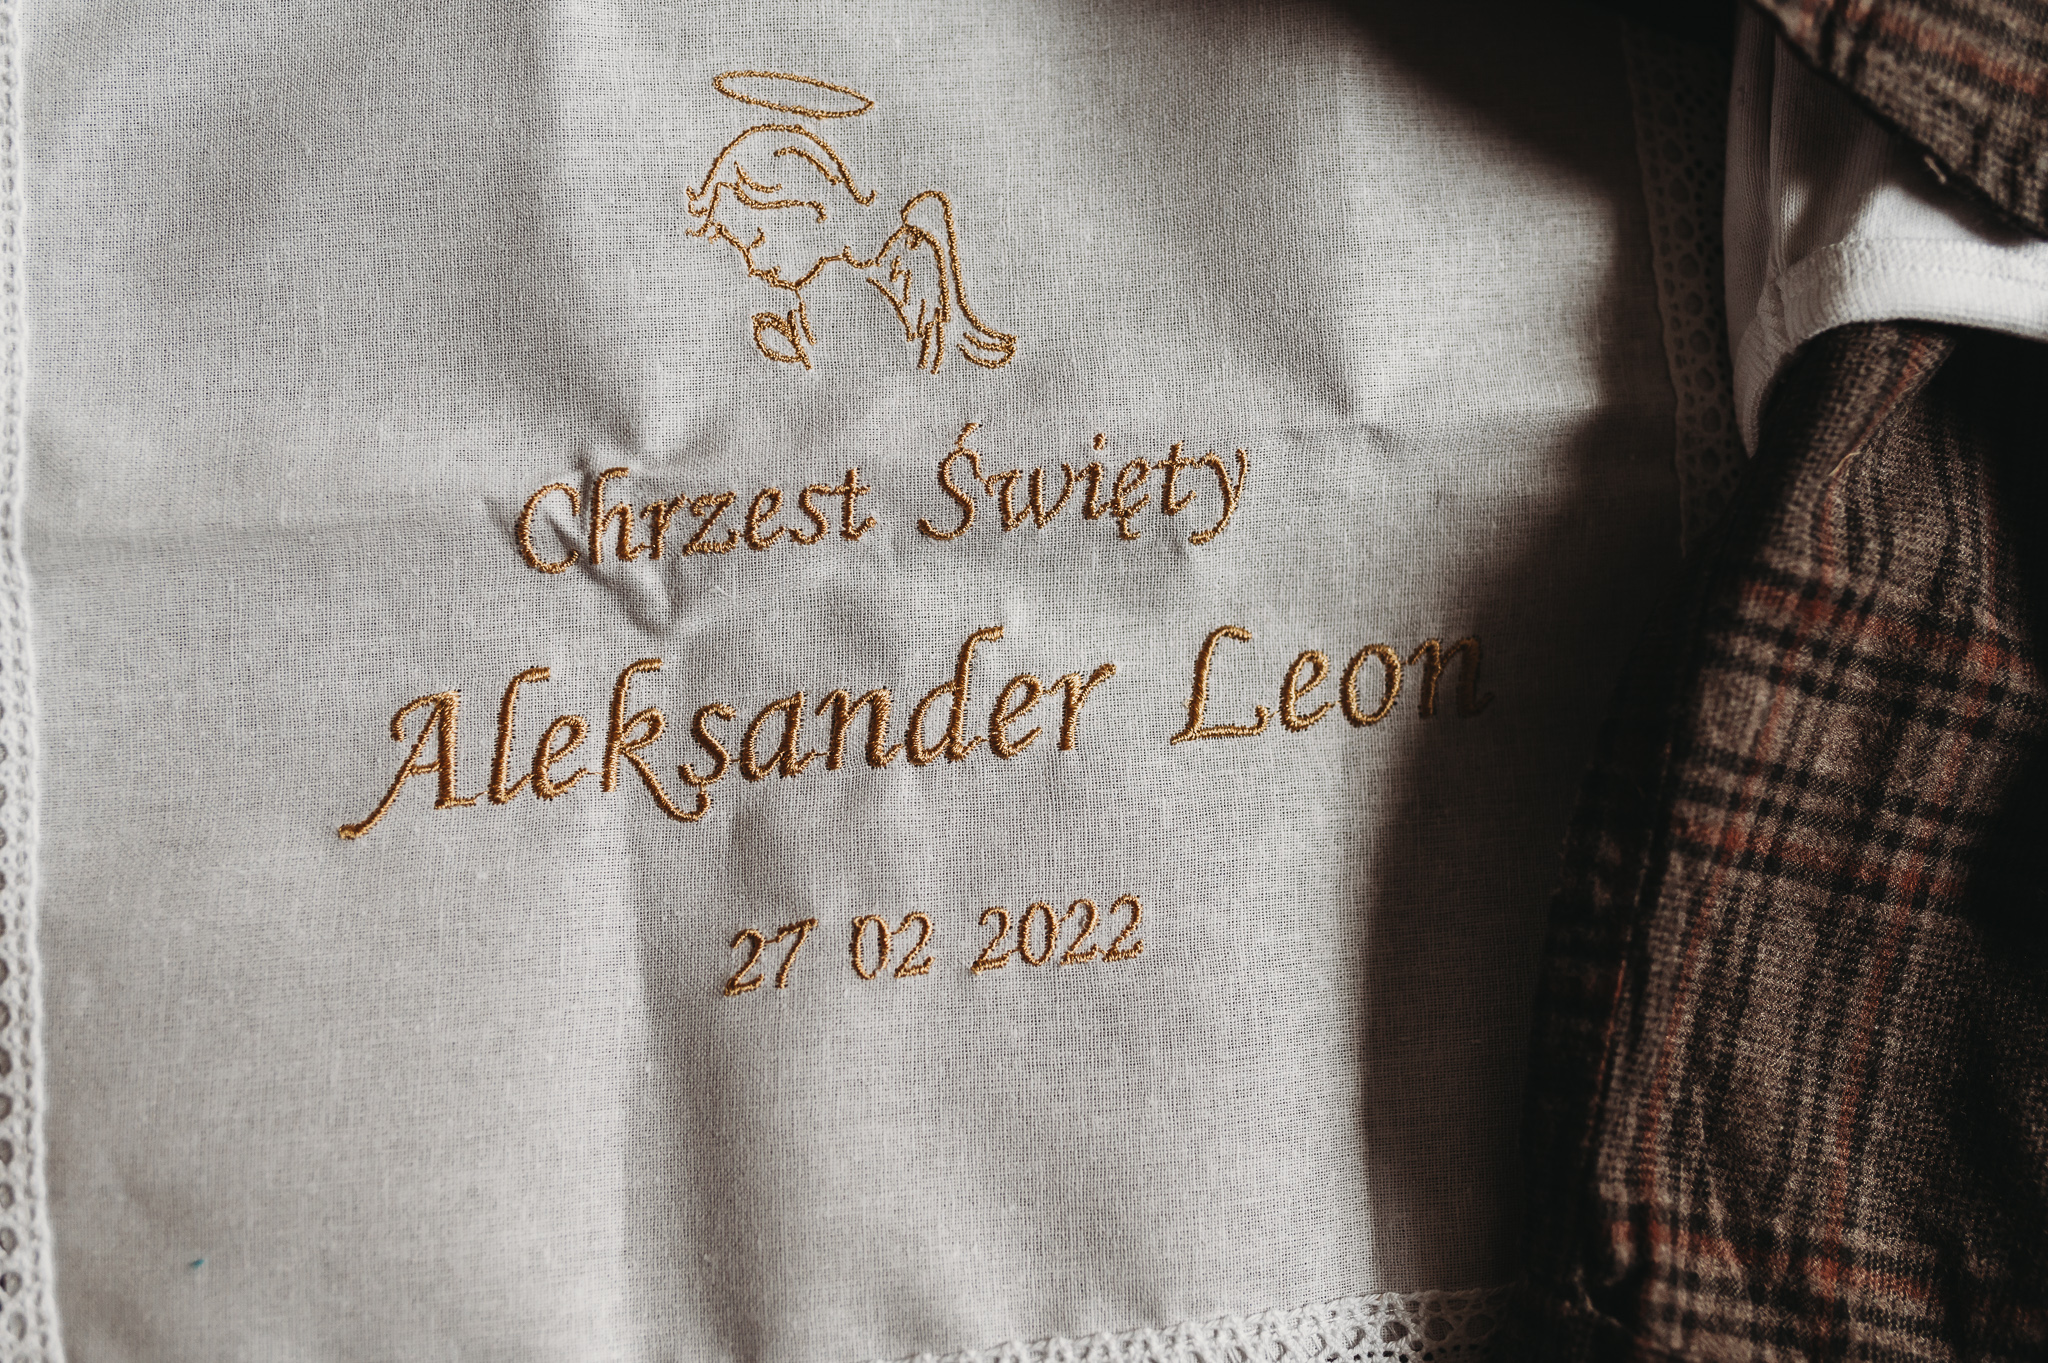 Chrzest Święty
Aleksander Leon
27 02 2022